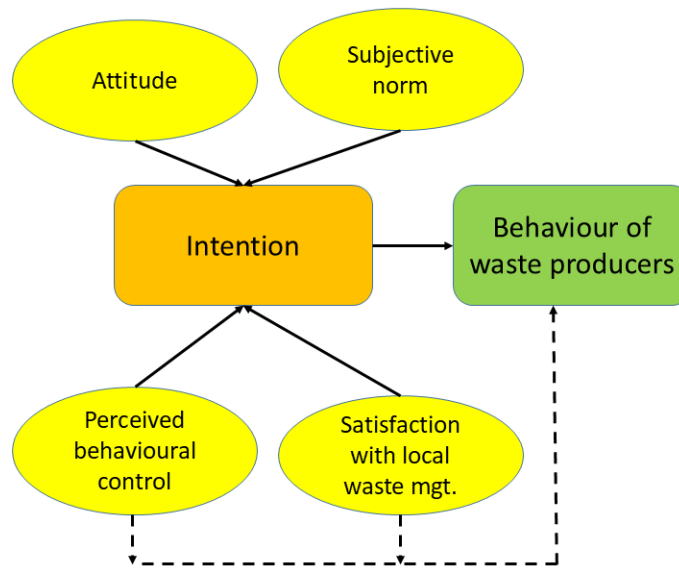 Attitude
Subjective
norm
Intention
Behaviour of
waste producers
Perceived
behavioural
control
Satisfaction
with local
waste mgt.